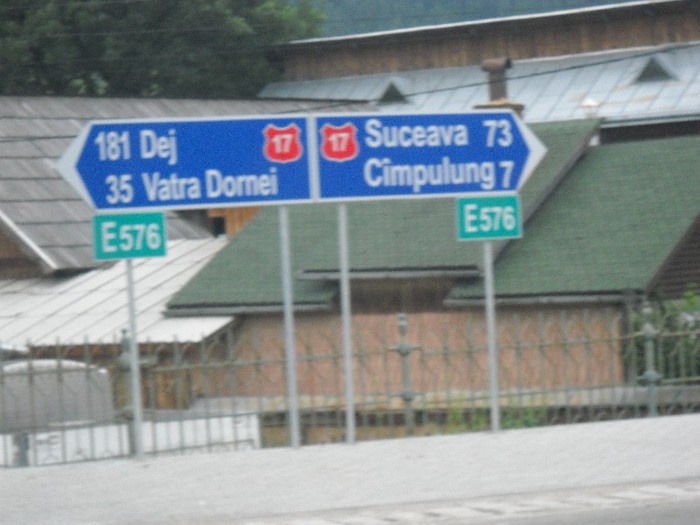 181 Dej 17
35 Vatra Dornei
E576
17 Suceava 73
Cîmpulung 7
E576